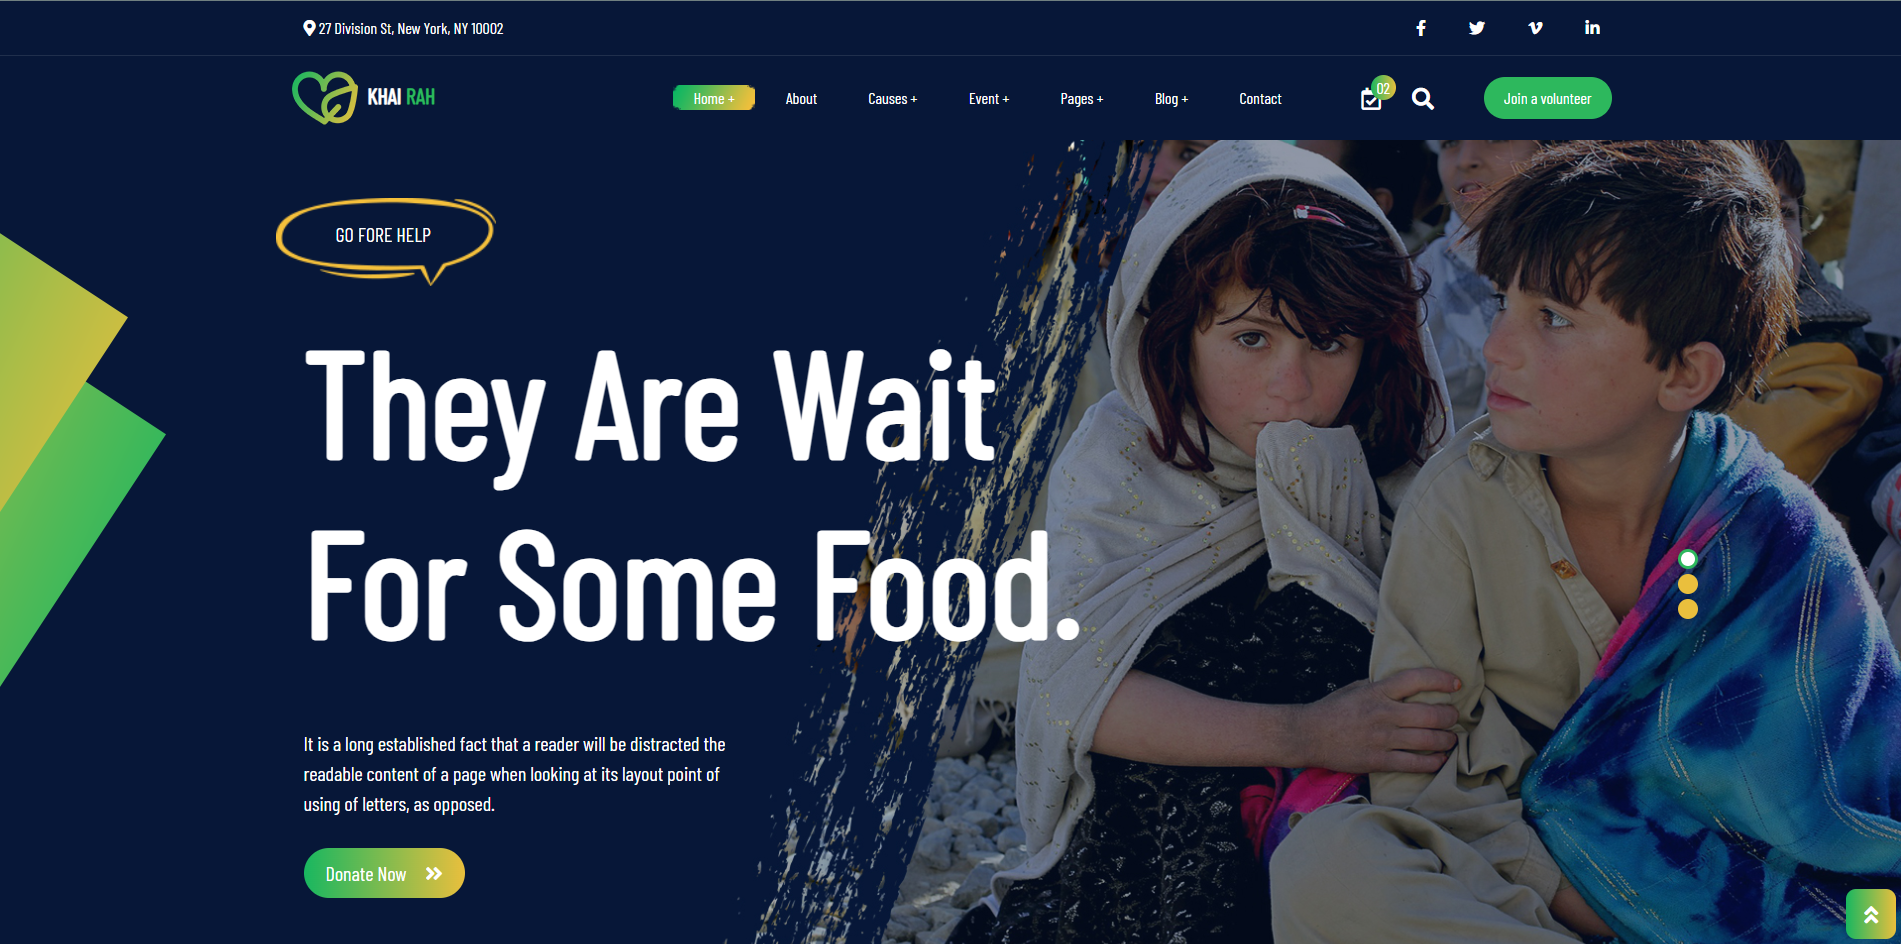 27 Division St, New York, NY 10002
KHAI RAH
Home +
About
Causes +
Event +
Pages +
Blog +
Contact
02
Join a volunteer
GO FORE HELP
They Are Wait
For Some Food.
It is a long established fact that a reader will be distracted the
readable content of a page when looking at its layout point of
using of letters, as opposed.
Donate Now